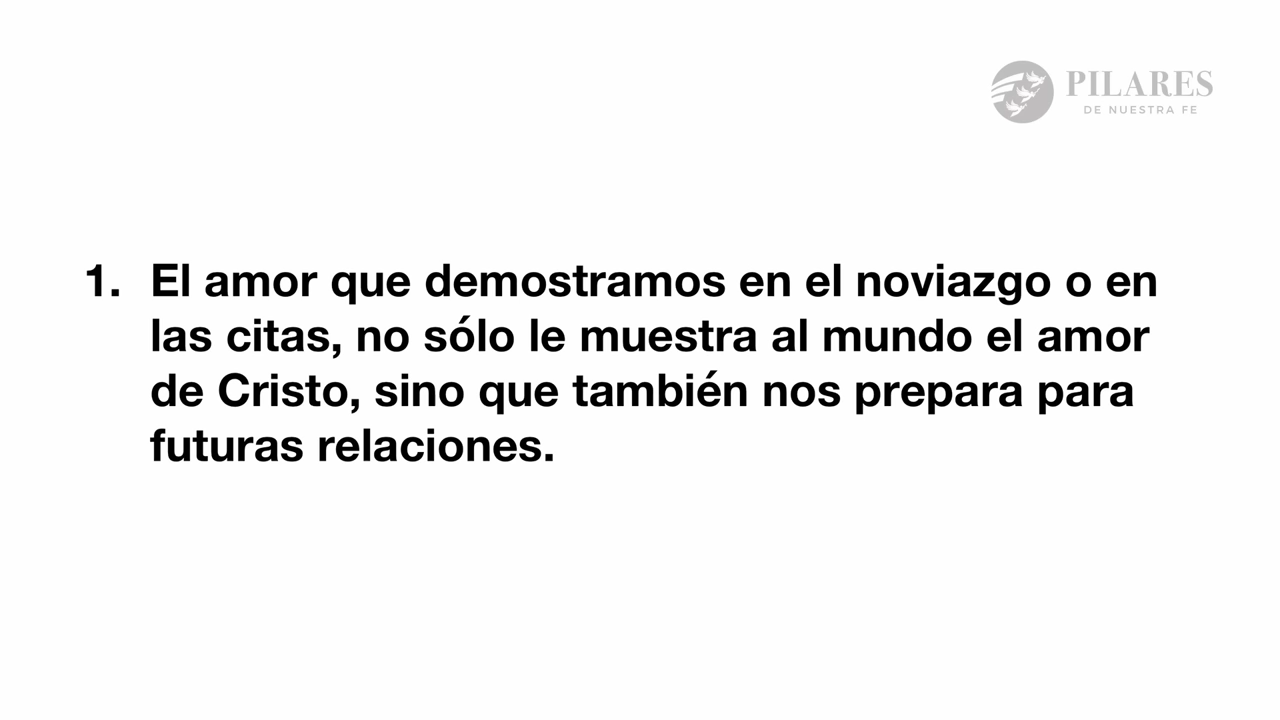 PILARES
DE NUESTRA FE
1. El amor que demostramos en el noviazgo o en
las citas, no sólo le muestra al mundo el amor
de Cristo, sino que también nos prepara para
futuras relaciones.